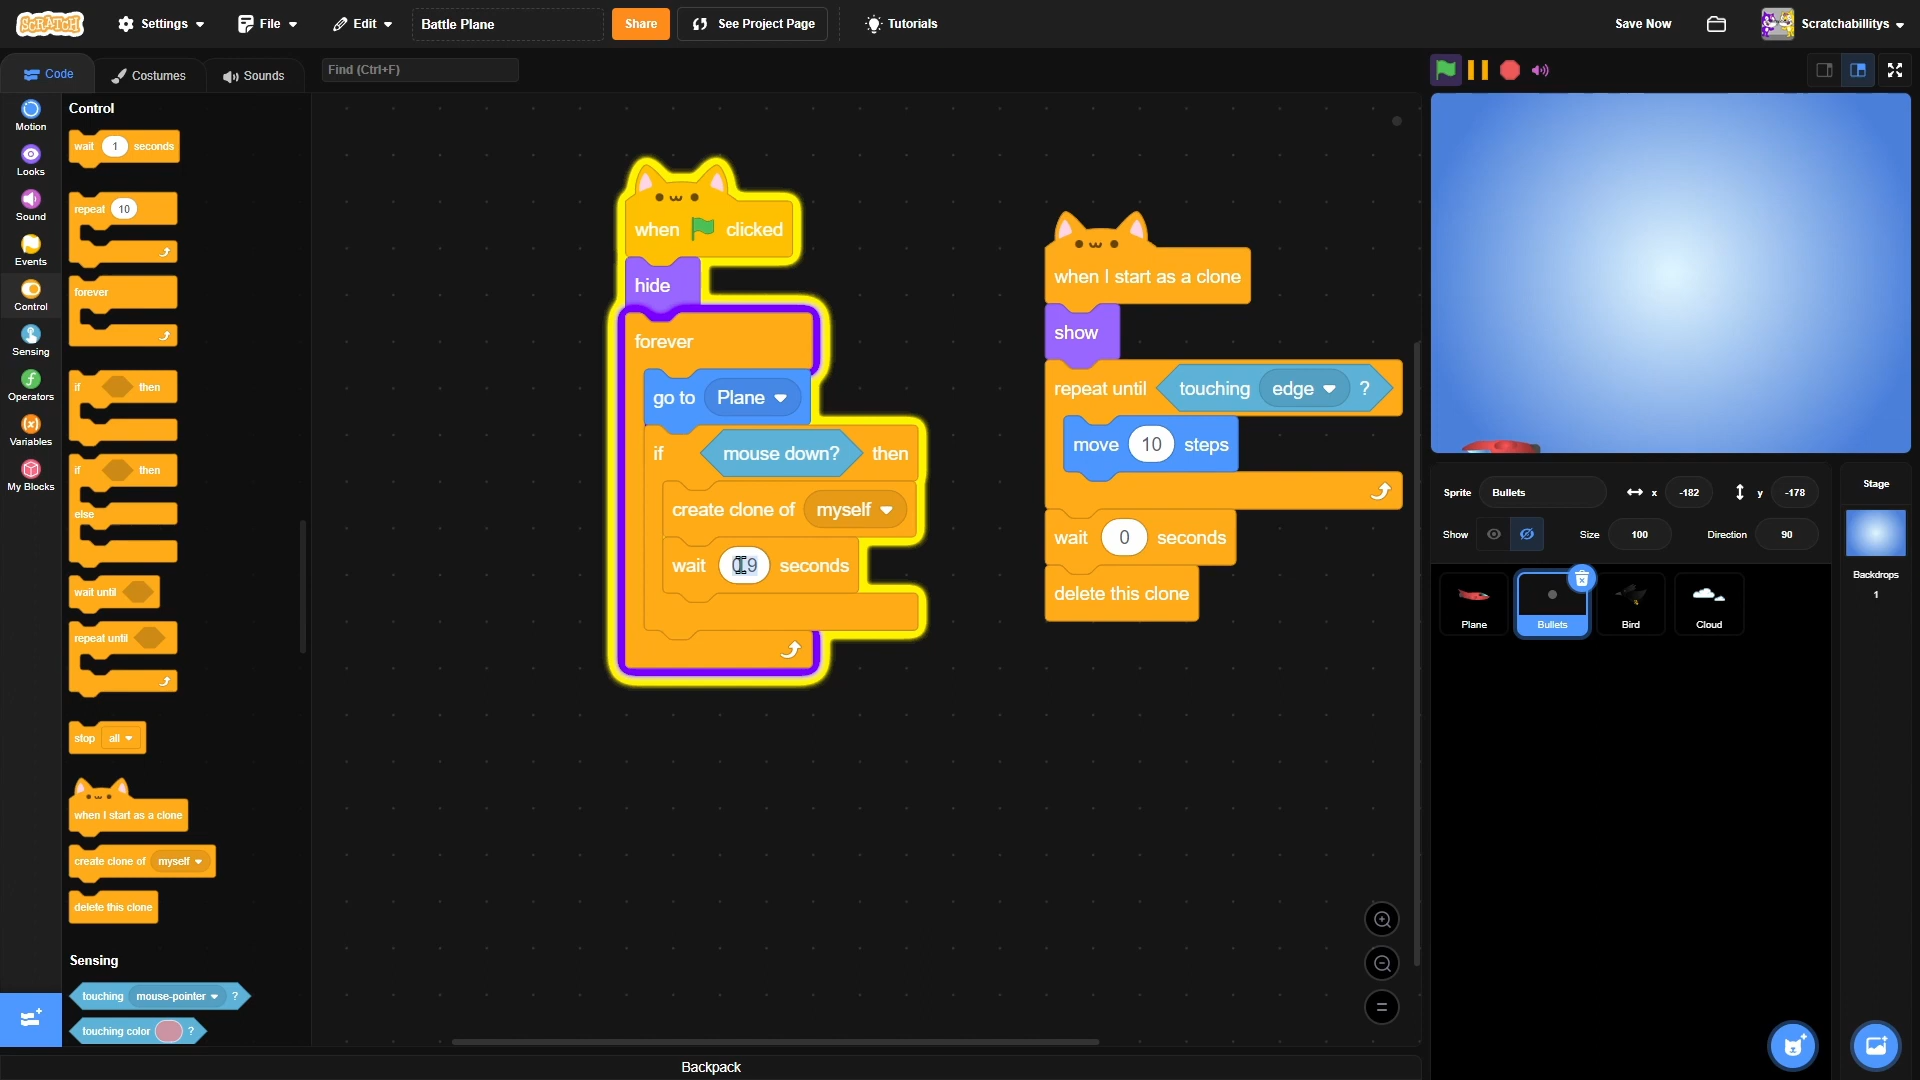 SCRATCH Settings File Edit Battle Plane Share See Project Page Tutorials Save Now Scratchabillitys
Code Costumes Sounds Find (Ctrl+F)
Motion
Looks
Sound
Events
Control
Sensing
Operators
Variables
My Blocks
Control
wait 1 seconds
repeat 10
forever
if then
if then
else
wait until
repeat until
stop all
when I start as a clone
create clone of myself
delete this clone
Sensing
touching mouse-pointer ?
touching color ?
when clicked
hide
forever
go to Plane
if mouse down? then
create clone of myself
wait 0.9 seconds
when I start as a clone
show
repeat until touching edge ?
move 10 steps
wait 0 seconds
delete this clone
Sprite Bullets x -182 y -178
Show Size 100 Direction 90
Plane Bullets Bird Cloud
Stage
Backdrops
1
Backpack